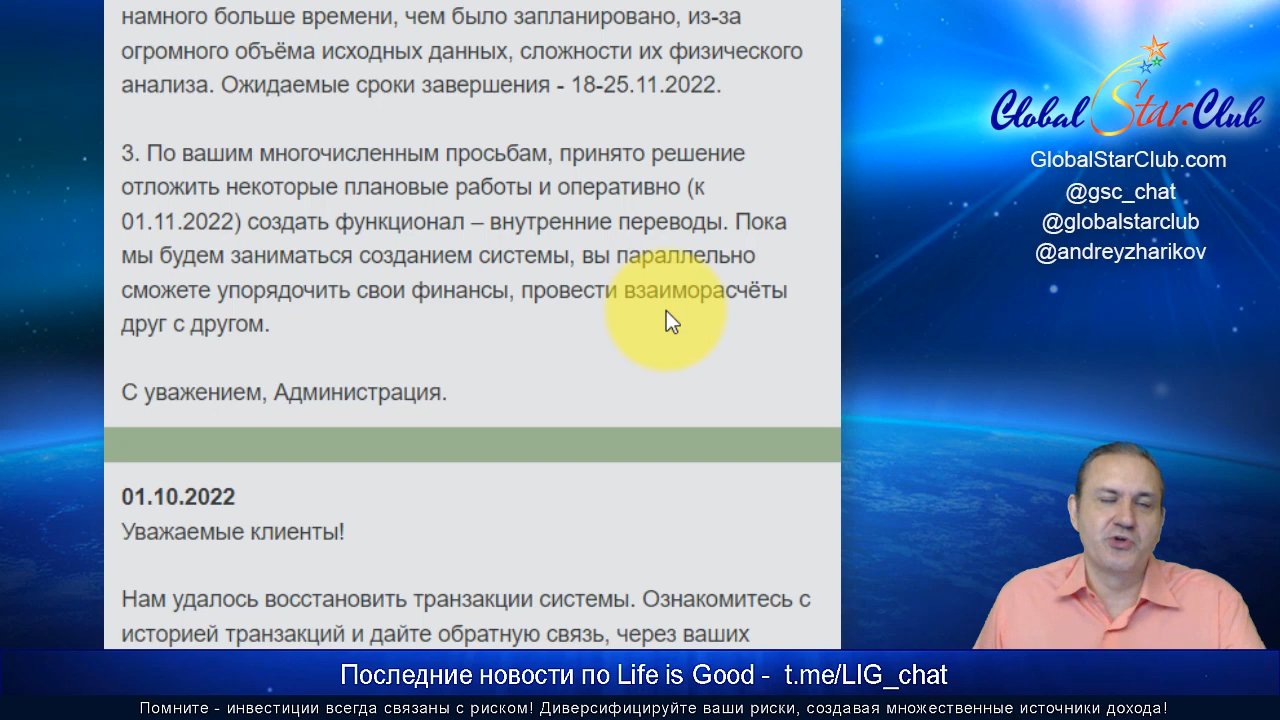 намного больше времени, чем было запланировано, из-за
огромного объёма исходных данных, сложности их физического
анализа. Ожидаемые сроки завершения - 18-25.11.2022.
3. По вашим многочисленным просьбам, принято решение
отложить некоторые плановые работы и оперативно (к
01.11.2022) создать функционал – внутренние переводы. Пока
мы будем заниматься созданием системы, вы параллельно
сможете упорядочить свои финансы, провести взаиморасчёты
друг с другом.
С уважением, Администрация.
01.10.2022
Уважаемые клиенты!
Нам удалось восстановить транзакции системы. Ознакомитесь с
историей транзакций и дайте обратную связь, через ваших
Global Star.Club
GlobalStarClub.com
@gsc_chat
@globalstarclub
@andreyzharikov
Последние новости по Life is Good - t.me/LIG_chat
Помните - инвестиции всегда связаны с риском! Диверсифицируйте ваши риски, создавая множественные источники дохода!